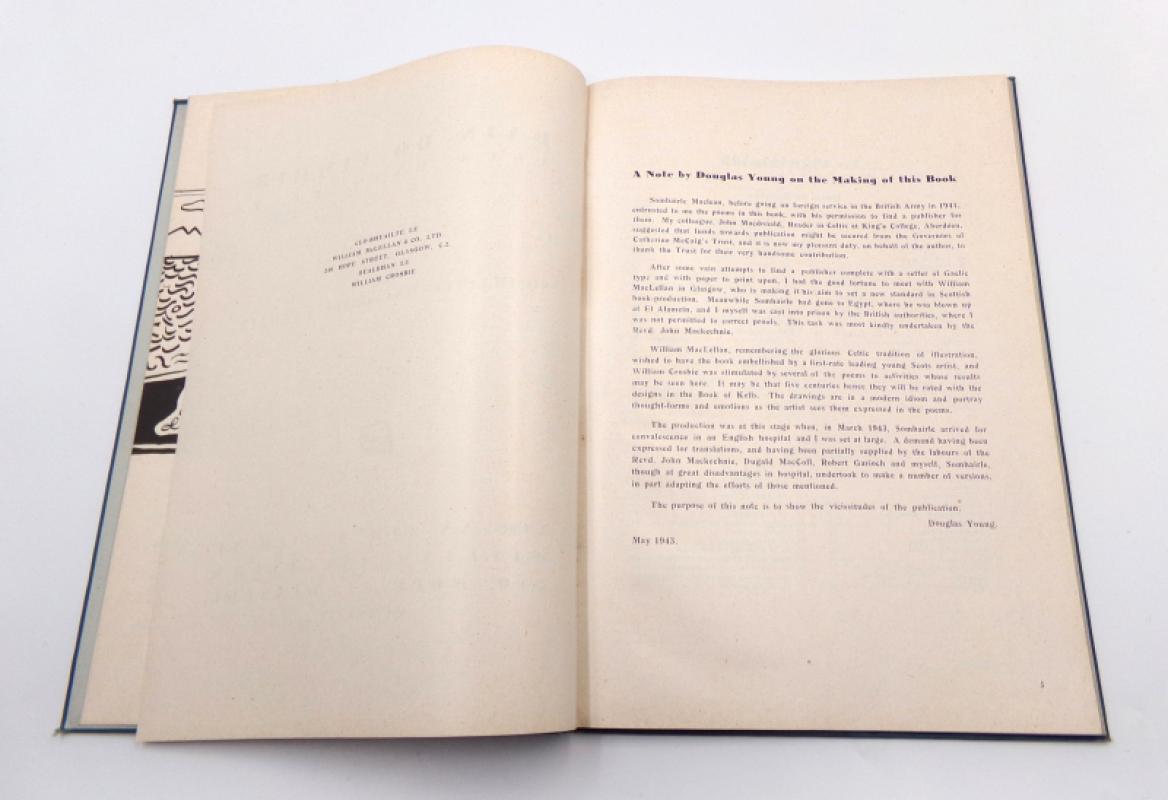 CLÒ-BHUAILTE LE
WILLIAM McLELLAN & CO. LTD.
240 HOPE STREET, GLASGOW, C.2.
DEALBHAN LE
WILLIAM CROSBIE
A Note by Douglas Young on the Making of this Book
Somhairle Maclean, before going on foreign service in the British Army in 1941,
entrusted to me the poems in this book, with his permission to find a publisher for
them. My colleague, John Macdonald, Reader in Celtic at King's College, Aberdeen,
suggested that funds towards publication might be secured from the Governors of
Catherine McCaig's Trust, and it is now my pleasant duty, on behalf of the author, to
thank the Trust for their very handsome contribution.
After some vain attempts to find a publisher complete with a setter of Gaelic
type and with paper to print upon, I had the good fortune to meet with William
MacLellan in Glasgow, who is making it his aim to set a new standard in Scottish
book-production. Meanwhile Somhairle had gone to Egypt, where he was blown up
at El Alamein, and I myself was cast into prison by the British authorities, where I
was not permitted to correct proofs. This task was most kindly undertaken by the
Revd. John Mackechnie.
William MacLellan, remembering the glorious Celtic tradition of illustration,
wished to have the book embellished by a first-rate leading young Scots artist, and
William Crosbie was stimulated by several of the poems to activities whose results
may be seen here. It may be that five centuries hence they will be rated with the
designs in the Book of Kells. The drawings are in a modern idiom and portray
thought-forms and emotions as the artist sees them expressed in the poems.
The production was at this stage when, in March 1943, Somhairle arrived for
convalescence in an English hospital and I was set at large. A demand having been
expressed for translations, and having been partially supplied by the labours of the
Revd. John Mackechnie, Dugald MacColl, Robert Garioch and myself, Somhairle,
though at great disadvantages in hospital, undertook to make a number of versions,
in part adapting the efforts of those mentioned.
The purpose of this note is to show the vicissitudes of the publication.
Douglas Young.
May 1943.
5